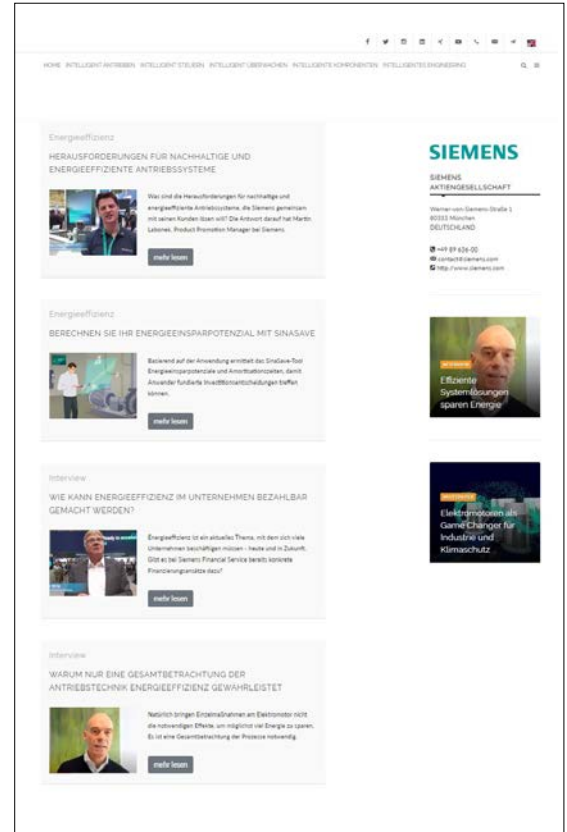 HOME INTELLIGENT ANTREIBEN INTELLIGENT STEUERN INTELLIGENT ÜBERWACHEN INTELLIGENTE KOMPONENTEN INTELLIGENTES ENGINEERING
Energieeffizienz
HERAUSFORDERUNGEN FÜR NACHHALTIGE UND
ENERGIEEFFIZIENTE ANTRIEBSSYSTEME
Was sind die Herausforderungen für nachhaltige und
energieeffiziente Antriebssysteme, die Siemens gemeinsam
mit seinen Kunden lösen will? Die Antwort darauf hat Martin
Labonek, Product Promotion Manager bei Siemens.
mehr lesen
Energieeffizienz
BERECHNEN SIE IHR ENERGIEEINSPARPOTENZIAL MIT SINASAVE
Basierend auf der Anwendung ermittelt das SinaSave-Tool
Energieeinsparpotenziale und Amortisationszeiten, damit
Anwender fundierte Investitionsentscheidungen treffen
können.
mehr lesen
Interview
WIE KANN ENERGIEEFFIZIENZ IM UNTERNEHMEN BEZAHLBAR
GEMACHT WERDEN?
Energieeffizienz ist ein aktuelles Thema, mit dem sich viele
Unternehmen beschäftigen müssen - heute und in Zukunft.
Gibt es bei Siemens Financial Service bereits konkrete
Finanzierungsansätze dazu?
mehr lesen
Interview
WARUM NUR EINE GESAMTBETRACHTUNG DER
ANTRIEBSTECHNIK ENERGIEEFFIZIENZ GEWÄHRLEISTET
Natürlich bringen Einzelmaßnahmen am Elektromotor nicht
die notwendigen Effekte, um möglichst viel Energie zu sparen.
Es ist eine Gesamtbetrachtung der Prozesse notwendig.
mehr lesen
SIEMENS
SIEMENS
AKTIENGESELLSCHAFT
Werner-von-Siemens-Straße 1
80333 München
DEUTSCHLAND
+49 89 636-00
contact@siemens.com
http://www.siemens.com
Effiziente
Systemlösungen
sparen Energie
Elektromotoren als
Game Changer für
Industrie und
Klimaschutz